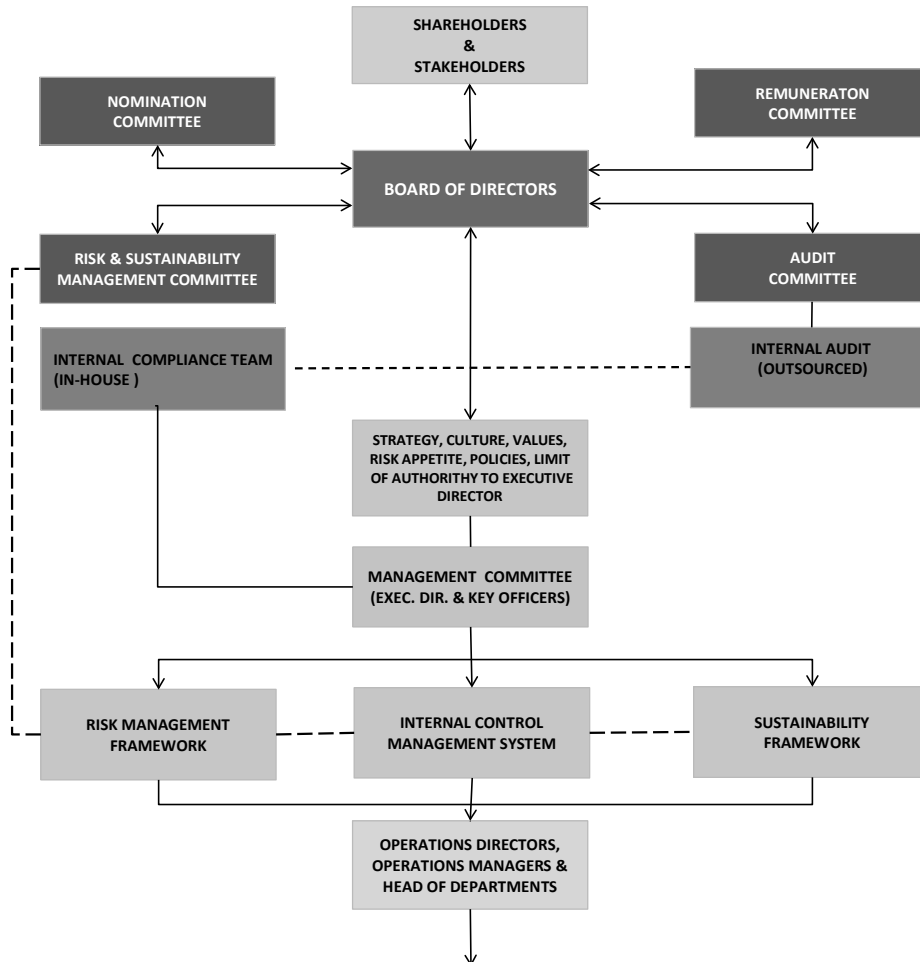 SHAREHOLDERS
&
STAKEHOLDERS
NOMINATION
COMMITTEE
REMUNERATON
COMMITTEE
BOARD OF DIRECTORS
RISK & SUSTAINABILITY
MANAGEMENT COMMITTEE
AUDIT
COMMITTEE
INTERNAL COMPLIANCE TEAM
(IN-HOUSE )
INTERNAL AUDIT
(OUTSOURCED)
STRATEGY, CULTURE, VALUES,
RISK APPETITE, POLICIES, LIMIT
OF AUTHORITHY TO EXECUTIVE
DIRECTOR
MANAGEMENT COMMITTEE
(EXEC. DIR. & KEY OFFICERS)
RISK MANAGEMENT
FRAMEWORK
INTERNAL CONTROL
MANAGEMENT SYSTEM
SUSTAINABILITY
FRAMEWORK
OPERATIONS DIRECTORS,
OPERATIONS MANAGERS &
HEAD OF DEPARTMENTS